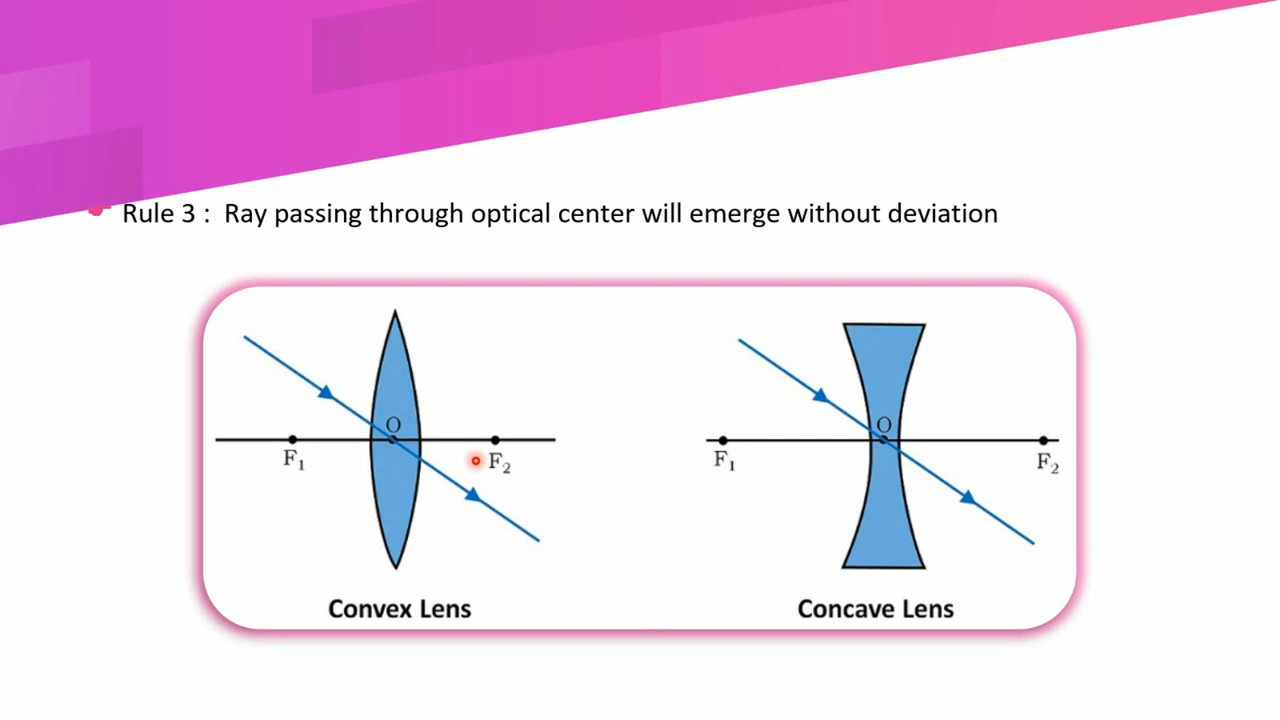 Rule 3 : Ray passing through optical center will emerge without deviation
O
F₁
F₂
Convex Lens
O
F₁
F₂
Concave Lens